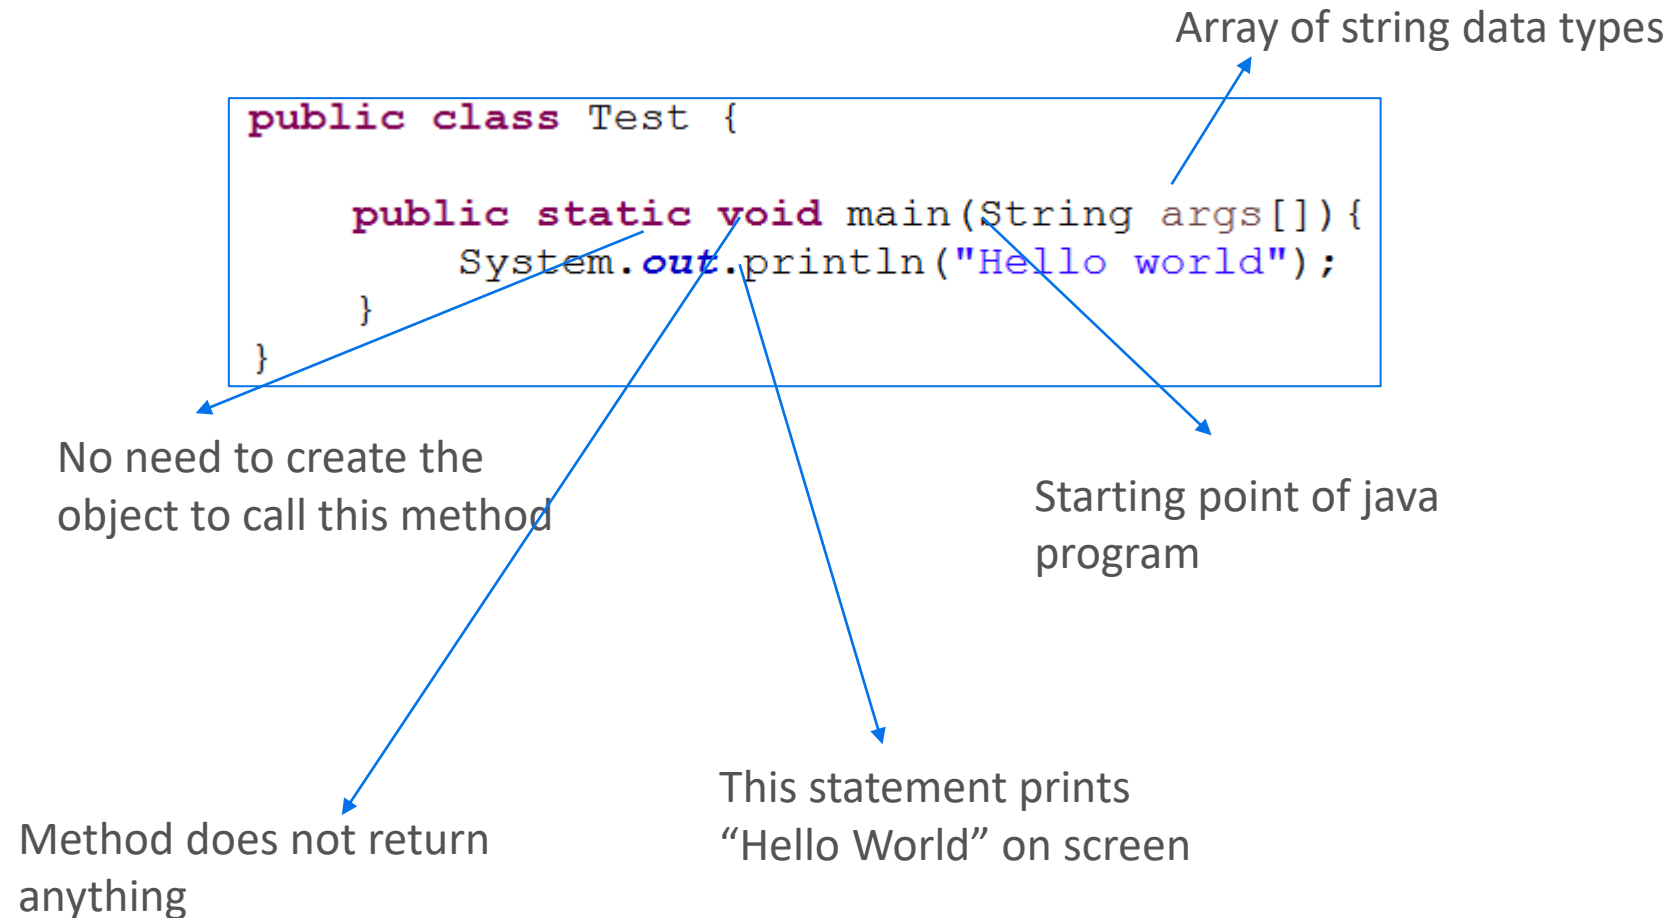 Array of string data types
public class Test {
public static void main(String args[]){
System.out.println("Hello world");
}
}
No need to create the
object to call this method
Starting point of java
program
This statement prints
“Hello World” on screen
Method does not return
anything